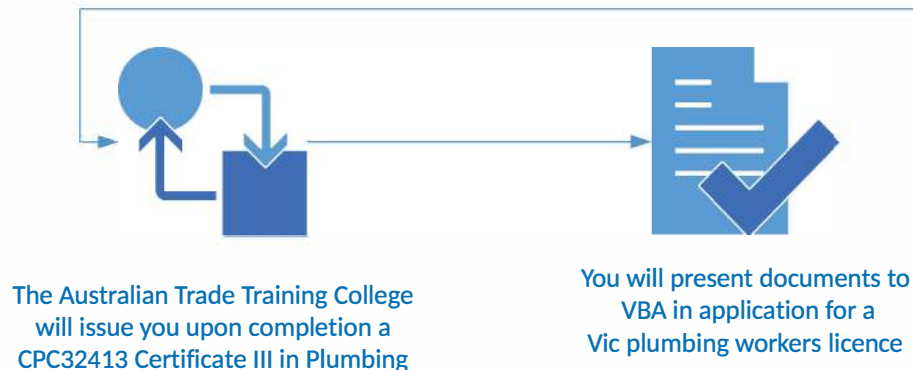 The Australian Trade Training College
will issue you upon completion a
CPC32413 Certificate III in Plumbing
You will present documents to
VBA in application for a
Vic plumbing workers licence